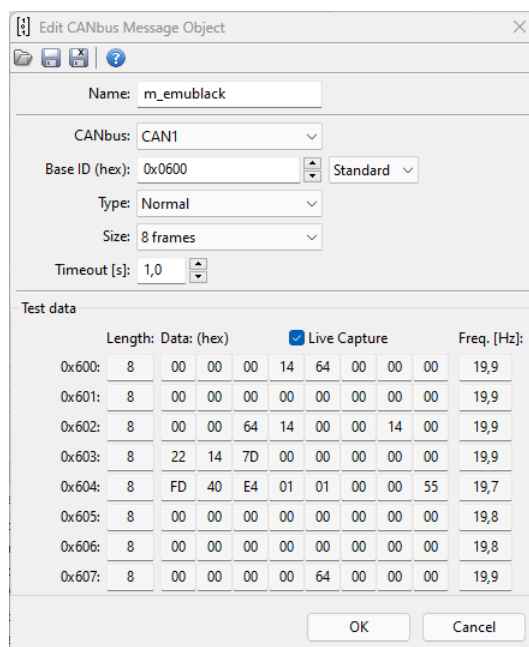 Edit CANbus Message Object
Name: m_emublack
CANbus: CAN1
Base ID (hex): 0x0600 Standard
Type: Normal
Size: 8 frames
Timeout [s]: 1,0
Test data
Length: Data: (hex) Live Capture Freq. [Hz]:
0x600: 8 00 00 00 14 64 00 00 00 19,9
0x601: 8 00 00 00 00 00 00 00 00 19,9
0x602: 8 00 00 64 14 00 00 14 00 19,9
0x603: 8 22 14 7D 00 00 00 00 00 19,9
0x604: 8 FD 40 E4 01 01 00 00 55 19,7
0x605: 8 00 00 00 00 00 00 00 00 19,8
0x606: 8 00 00 00 00 00 00 00 00 19,8
0x607: 8 00 00 00 00 64 00 00 00 19,9
OK Cancel